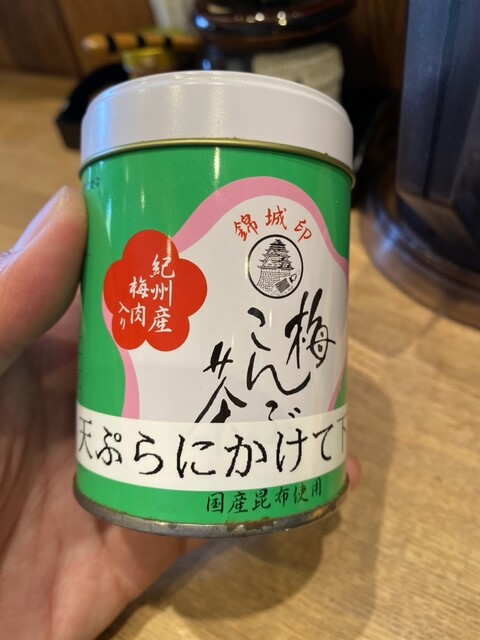 錦城印
紀州産
梅肉
入り
梅
こんぶ
茶
天ぷらにかけて下
国産昆布使用